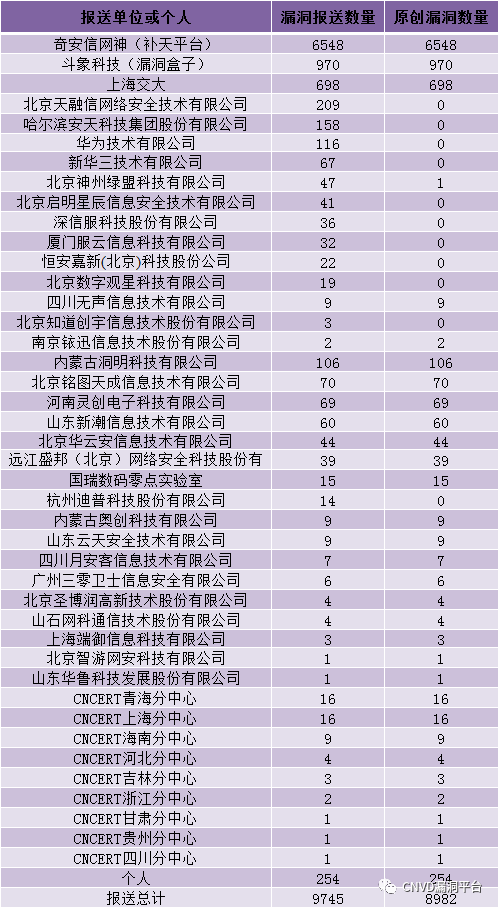 报送单位或个人 漏洞报送数量 原创漏洞数量
奇安信网神（补天平台） 6548 6548
斗象科技（漏洞盒子） 970 970
上海交大 698 698
北京天融信网络安全技术有限公司 209 0
哈尔滨安天科技集团股份有限公司 158 0
华为技术有限公司 116 0
新华三技术有限公司 67 0
北京神州绿盟科技有限公司 47 1
北京启明星辰信息安全技术有限公司 41 0
深信服科技股份有限公司 36 0
厦门服云信息科技有限公司 32 0
恒安嘉新(北京)科技股份公司 22 0
北京数字观星科技有限公司 19 0
四川无声信息技术有限公司 9 9
北京知道创宇信息技术股份有限公司 3 0
南京铱迅信息技术股份有限公司 2 2
内蒙古洞明科技有限公司 106 106
北京铭图天成信息技术有限公司 70 70
河南灵创电子科技有限公司 69 69
山东新潮信息技术有限公司 60 60
北京华云安信息技术有限公司 44 44
远江盛邦（北京）网络安全科技股份有 39 39
国瑞数码零点实验室 15 15
杭州迪普科技股份有限公司 14 0
内蒙古奥创科技有限公司 9 9
山东云天安全技术有限公司 9 9
四川月安客信息技术有限公司 7 7
广州三零卫士信息安全有限公司 6 6
北京圣博润高新技术股份有限公司 4 4
山石网科通信技术股份有限公司 4 4
上海端御信息科技有限公司 3 3
北京智游网安科技有限公司 1 1
山东华鲁科技发展股份有限公司 1 1
CNCERT青海分中心 16 16
CNCERT上海分中心 16 16
CNCERT海南分中心 9 9
CNCERT河北分中心 4 4
CNCERT吉林分中心 3 3
CNCERT浙江分中心 2 2
CNCERT甘肃分中心 1 1
CNCERT贵州分中心 1 1
CNCERT四川分中心 1 1
个人 254 254
报送总计 9745 8982
CNVD漏洞平台